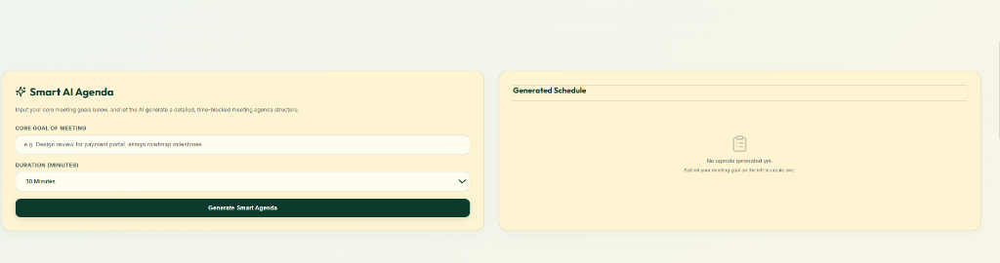 Smart AI Agenda
Input your core meeting goals below, and let the AI generate a detailed, time-blocked meeting agenda structure.
CORE GOAL OF MEETING
e.g. Design review for payment portal, assign roadmap milestones
DURATION (MINUTES)
30 Minutes
Generate Smart Agenda
Generated Schedule
No agenda generated yet.
Submit your meeting goal on the left to create one.